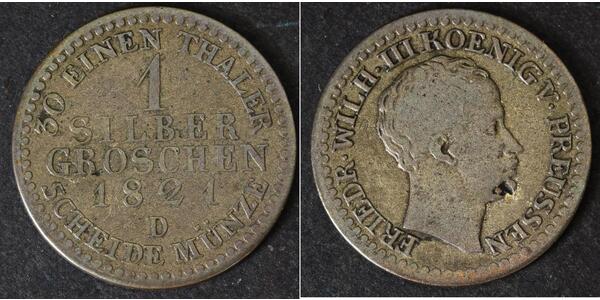 30 EINEN THALER
1
SILBER
GROSCHEN
1821
D
SCHEIDE MÜNZE
FRIEDR·WILH·III KOENIG V·PREUSSEN